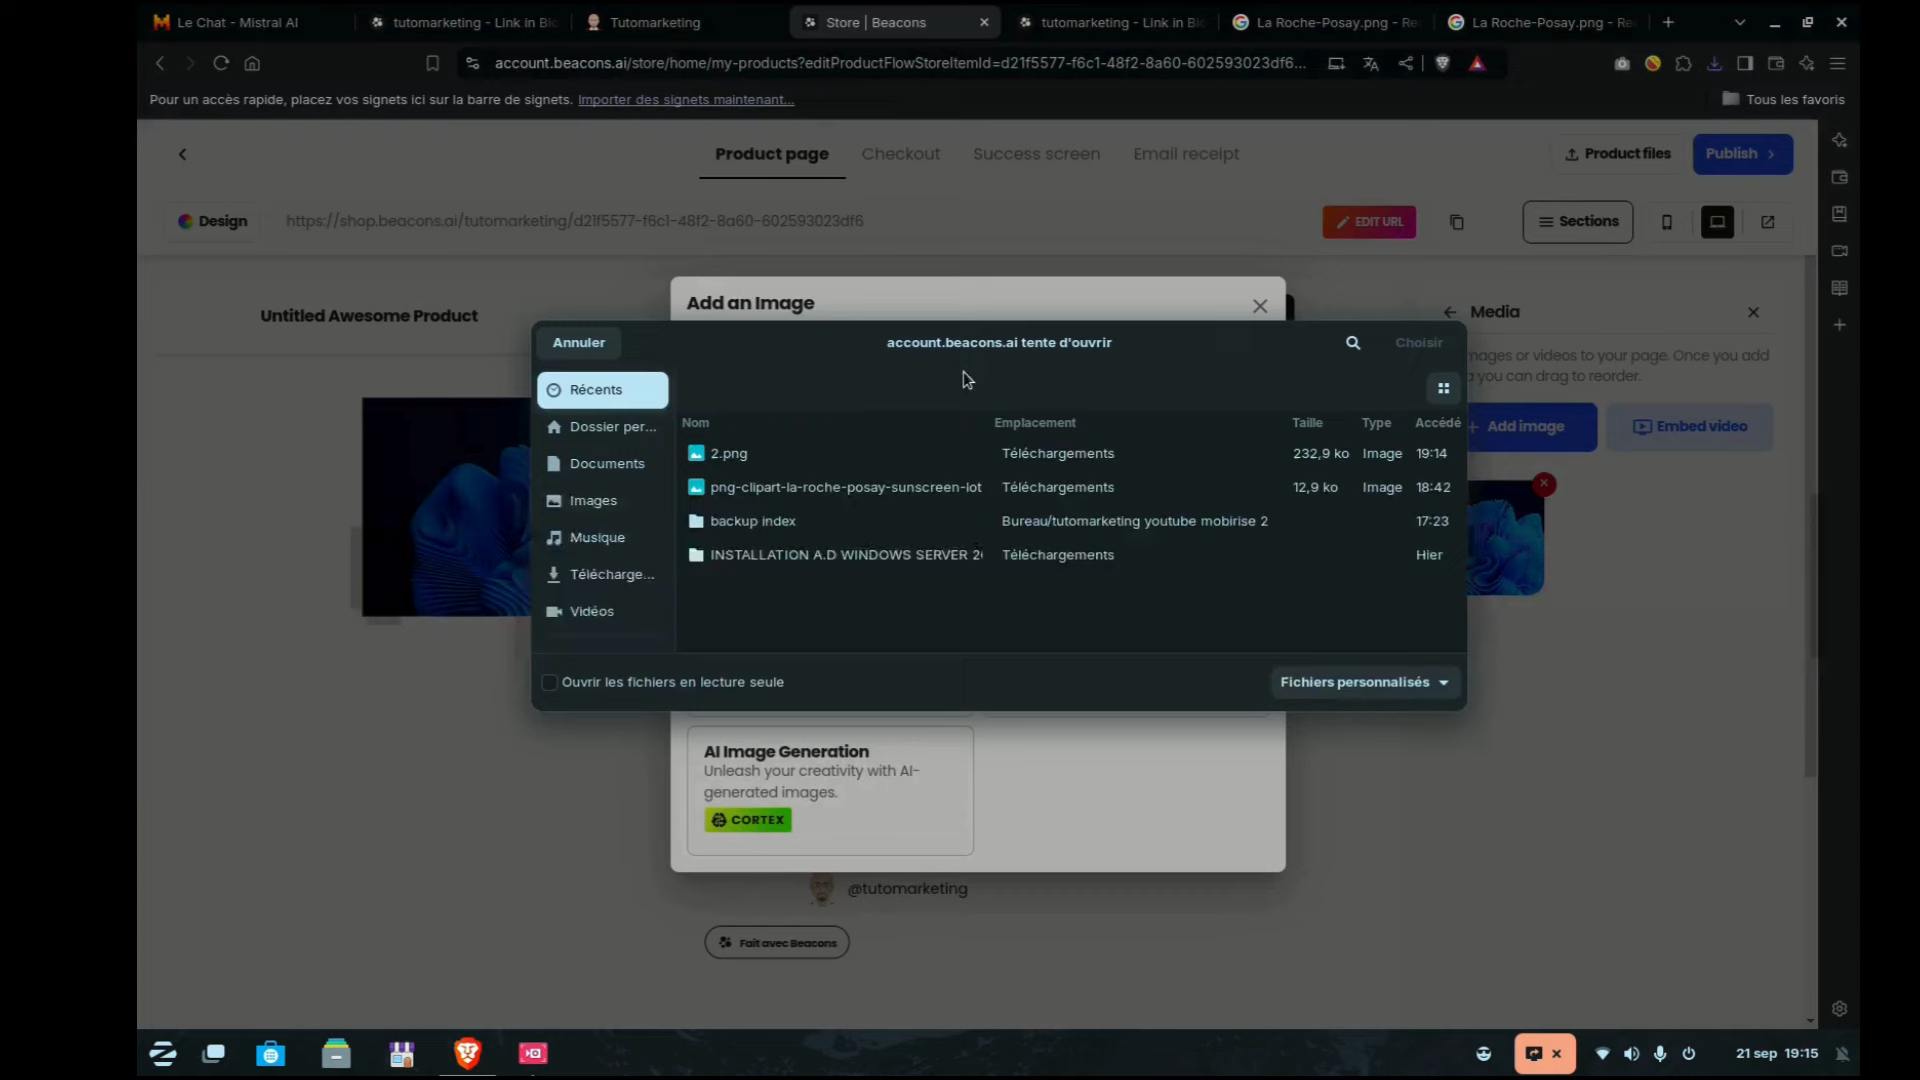 Le Chat - Mistral AI
tutomarketing - Link in Bio
Tutomarketing
Store | Beacons
tutomarketing - Link in Bio
La Roche-Posay.png - Re
La Roche-Posay.png - Re
account.beacons.ai/store/home/my-products?editProductFlowStoreItemId=d21f5577-f6c1-48f2-8a60-602593023df6...
Pour un accès rapide, placez vos signets ici sur la barre de signets. Importer des signets maintenant...
Tous les favoris
Product page
Checkout
Success screen
Email receipt
Product files
Publish
Design
https://shop.beacons.ai/tutomarketing/d21f5577-f6c1-48f2-8a60-602593023df6
EDIT URL
Sections
Untitled Awesome Product
Add an Image
Media
mages or videos to your page. Once you add
you can drag to reorder.
Add image
Embed video
Annuler
account.beacons.ai tente d'ouvrir
Choisir
Récents
Dossier per...
Documents
Images
Musique
Télécharge...
Vidéos
Nom Emplacement Taille Type Accédé
2.png Téléchargements 232,9 ko Image 19:14
png-clipart-la-roche-posay-sunscreen-lot Téléchargements 12,9 ko Image 18:42
backup index Bureau/tutomarketing youtube mobirise 2 17:23
INSTALLATION A.D WINDOWS SERVER 2 Téléchargements Hier
Ouvrir les fichiers en lecture seule
Fichiers personnalisés
AI Image Generation
Unleash your creativity with AI-
generated images.
CORTEX
@tutomarketing
Fait avec Beacons
21 sep 19:15